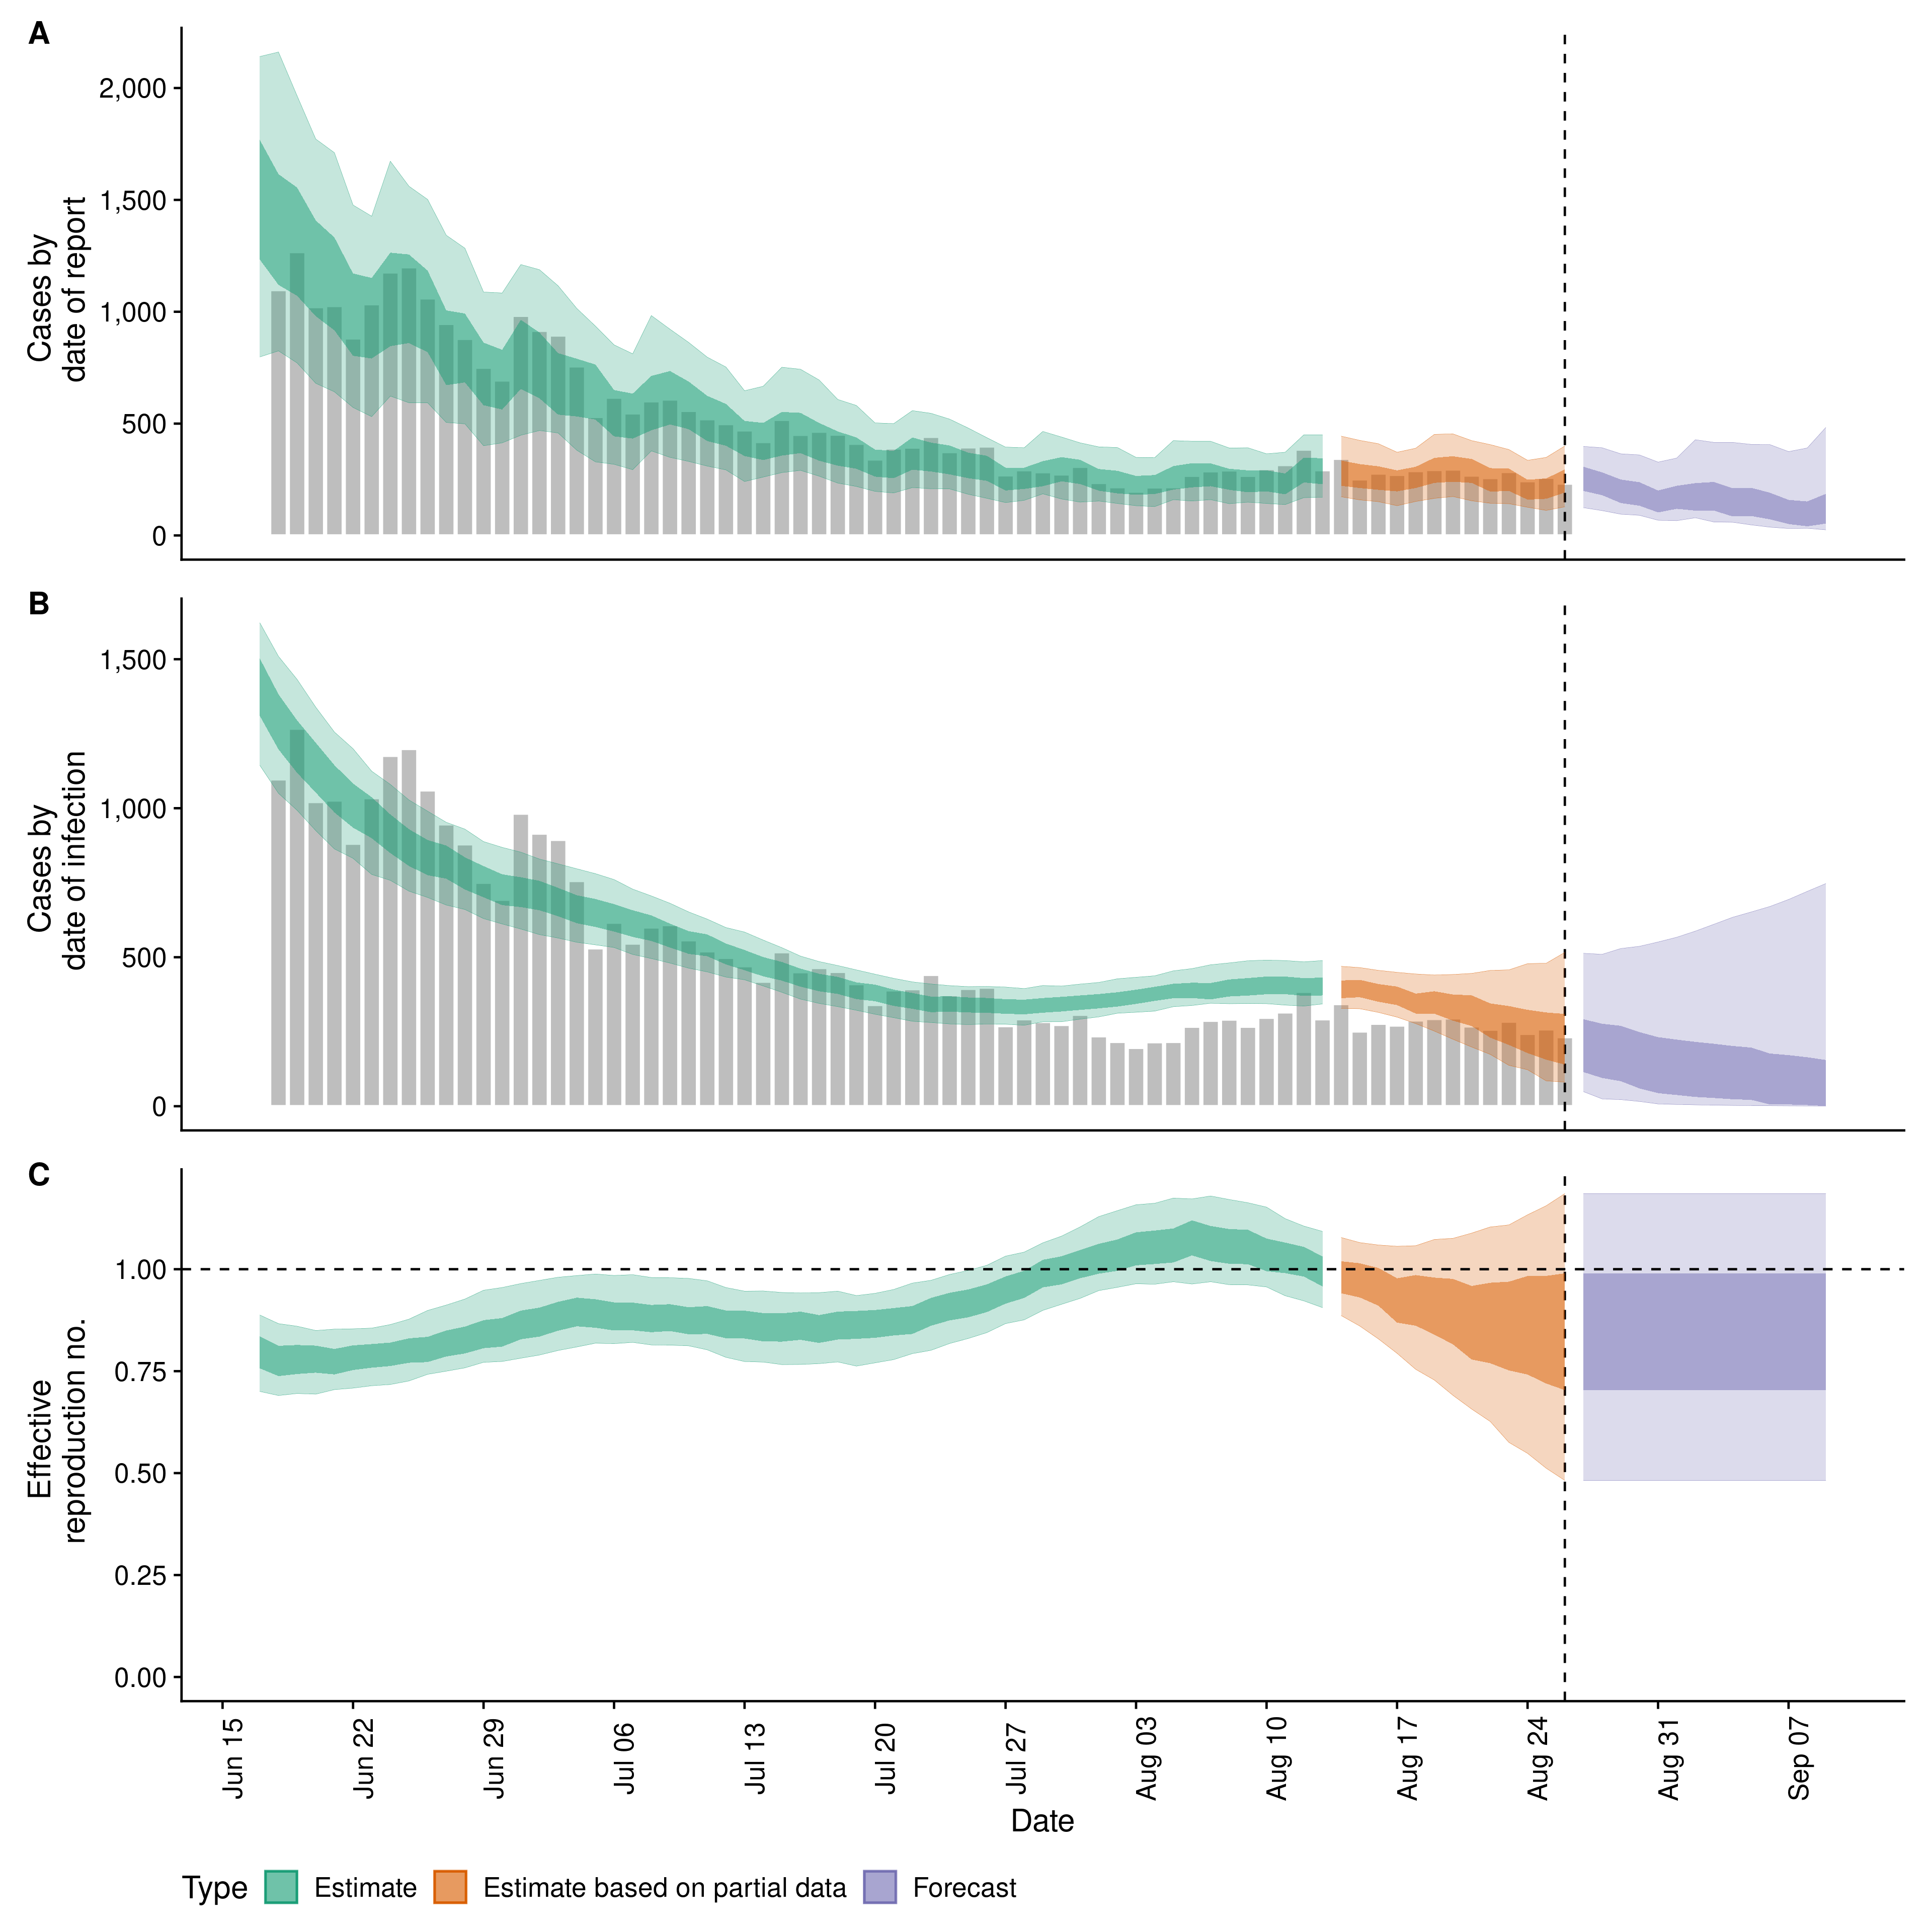 A
Cases by
date of report
2,000
1,500
1,000
500
0
B
Cases by
date of infection
1,500
1,000
500
0
C
Effective
reproduction no.
1.00
0.75
0.50
0.25
0.00
Jun 15
Jun 22
Jun 29
Jul 06
Jul 13
Jul 20
Jul 27
Aug 03
Aug 10
Aug 17
Aug 24
Aug 31
Sep 07
Date
Type Estimate Estimate based on partial data Forecast